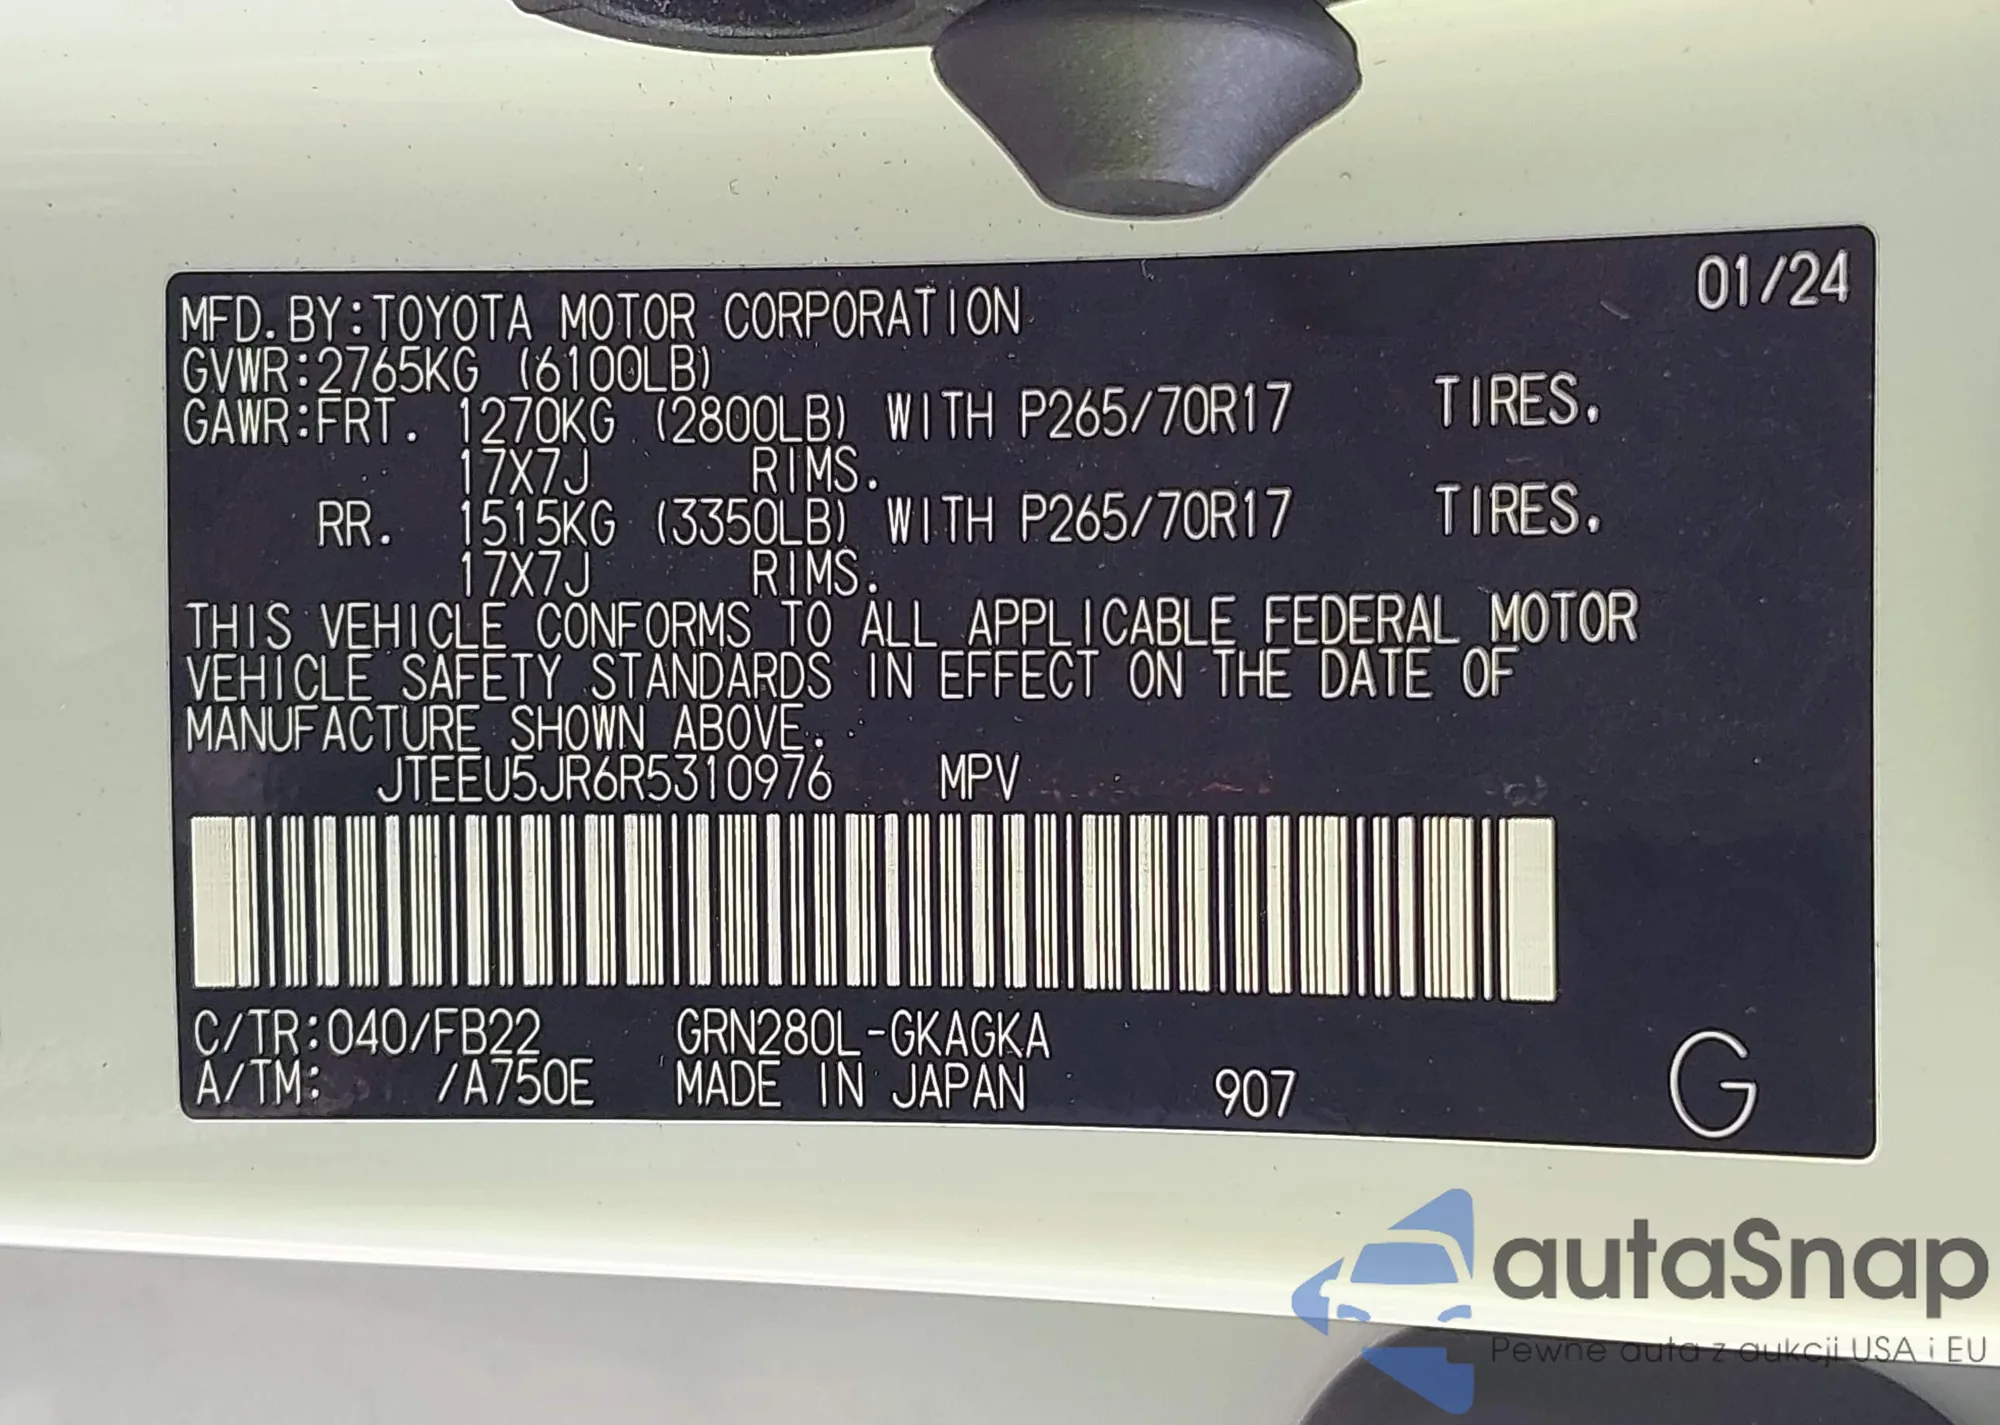 01/24
MFD.BY:TOYOTA MOTOR CORPORATION
GVWR:2765KG (6100LB)
GAWR:FRT. 1270KG (2800LB) WITH P265/70R17 TIRES.
17X7J RIMS.
RR. 1515KG (3350LB) WITH P265/70R17 TIRES.
17X7J RIMS.
THIS VEHICLE CONFORMS TO ALL APPLICABLE FEDERAL MOTOR
VEHICLE SAFETY STANDARDS IN EFFECT ON THE DATE OF
MANUFACTURE SHOWN ABOVE.
JTEEU5JR6R5310976 MPV
C/TR:040/FB22 GRN280L-GKAGKA
A/TM: /A750E MADE IN JAPAN 907 G
autaSnap
Pewne auta z aukcji USA i EU